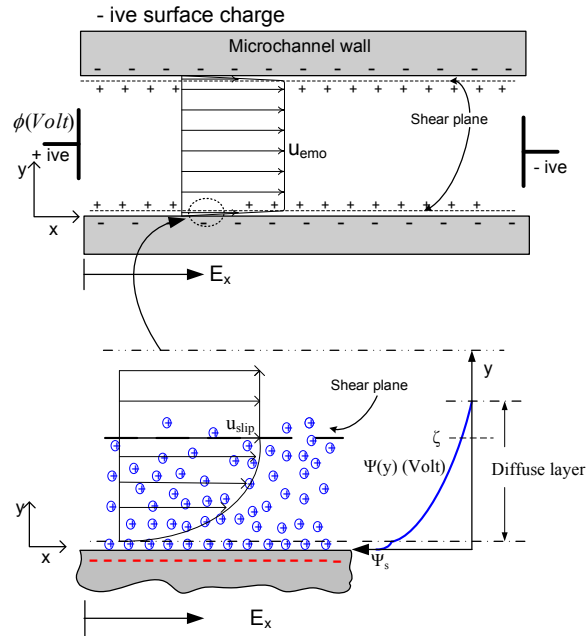 - ive surface charge
Microchannel wall
- - - - - - - - - - - -
+ + + + + + + + + + + + + +
ϕ(Volt)
+ ive
Shear plane
u_emo
- ive
y
x
+ + + + + + + + + + + + +
- - - - - - - - - - - -
E_x
y
Shear plane
u_slip
ζ
Ψ(y) (Volt)
Diffuse layer
y
x
Ψ_s
E_x